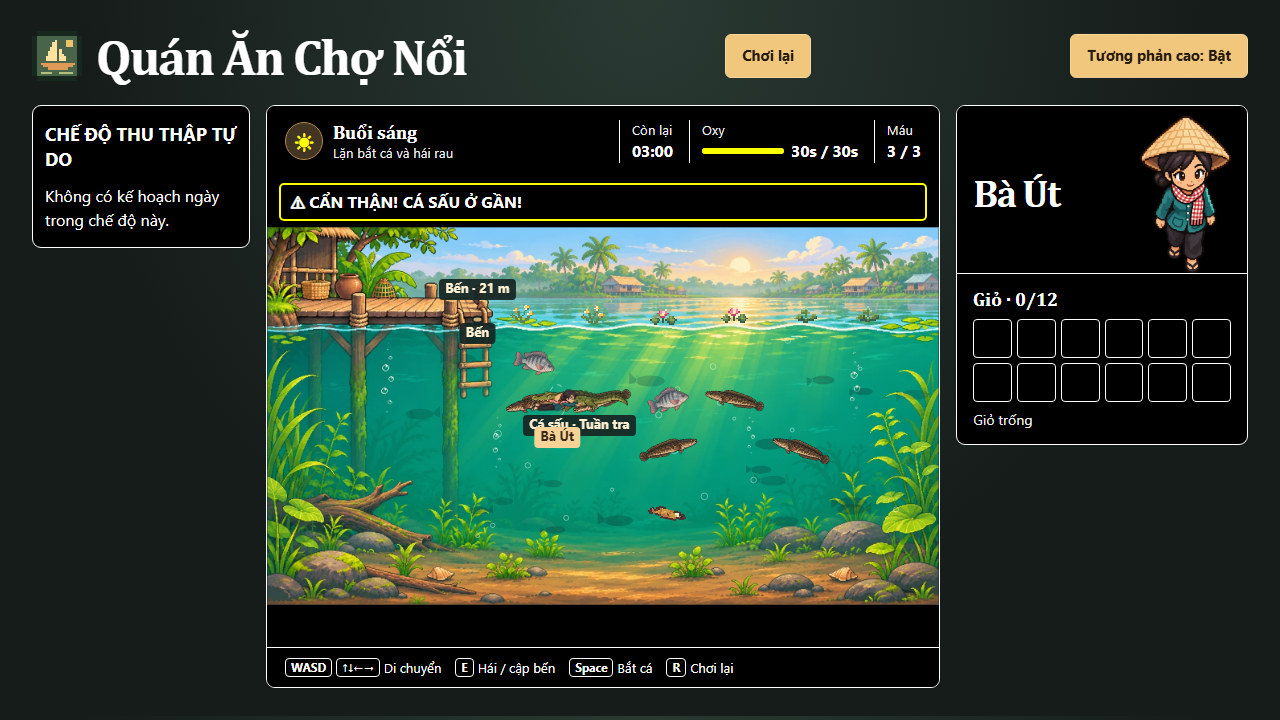 Quán Ăn Chợ Nổi
Chơi lại
Tương phản cao: Bật
CHẾ ĐỘ THU THẬP TỰ
DO
Không có kế hoạch ngày
trong chế độ này.
Buổi sáng
Lặn bắt cá và hái rau
Còn lại
03:00
Oxy
30s / 30s
Máu
3 / 3
⚠ CẨN THẬN! CÁ SẤU Ở GẦN!
Bến · 21 m
Bến
Cá sấu · Tuần tra
Bà Út
WASD ↑↓←→ Di chuyển E Hái / cập bến Space Bắt cá R Chơi lại
Bà Út
Giỏ · 0/12
Giỏ trống